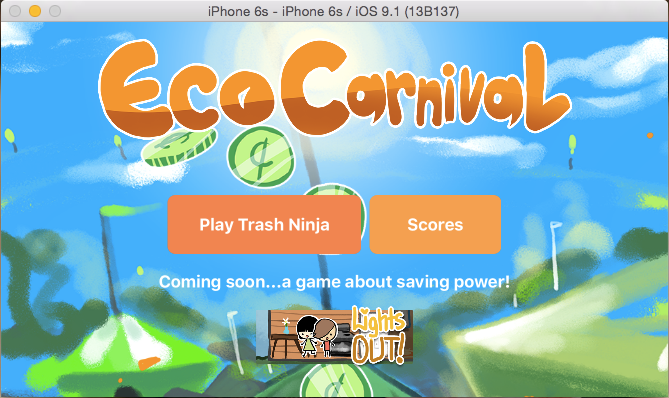 iPhone 6s - iPhone 6s / iOS 9.1 (13B137)
EcoCarnival
¢
Play Trash Ninja
Scores
Coming soon...a game about saving power!
Lights
OUT!